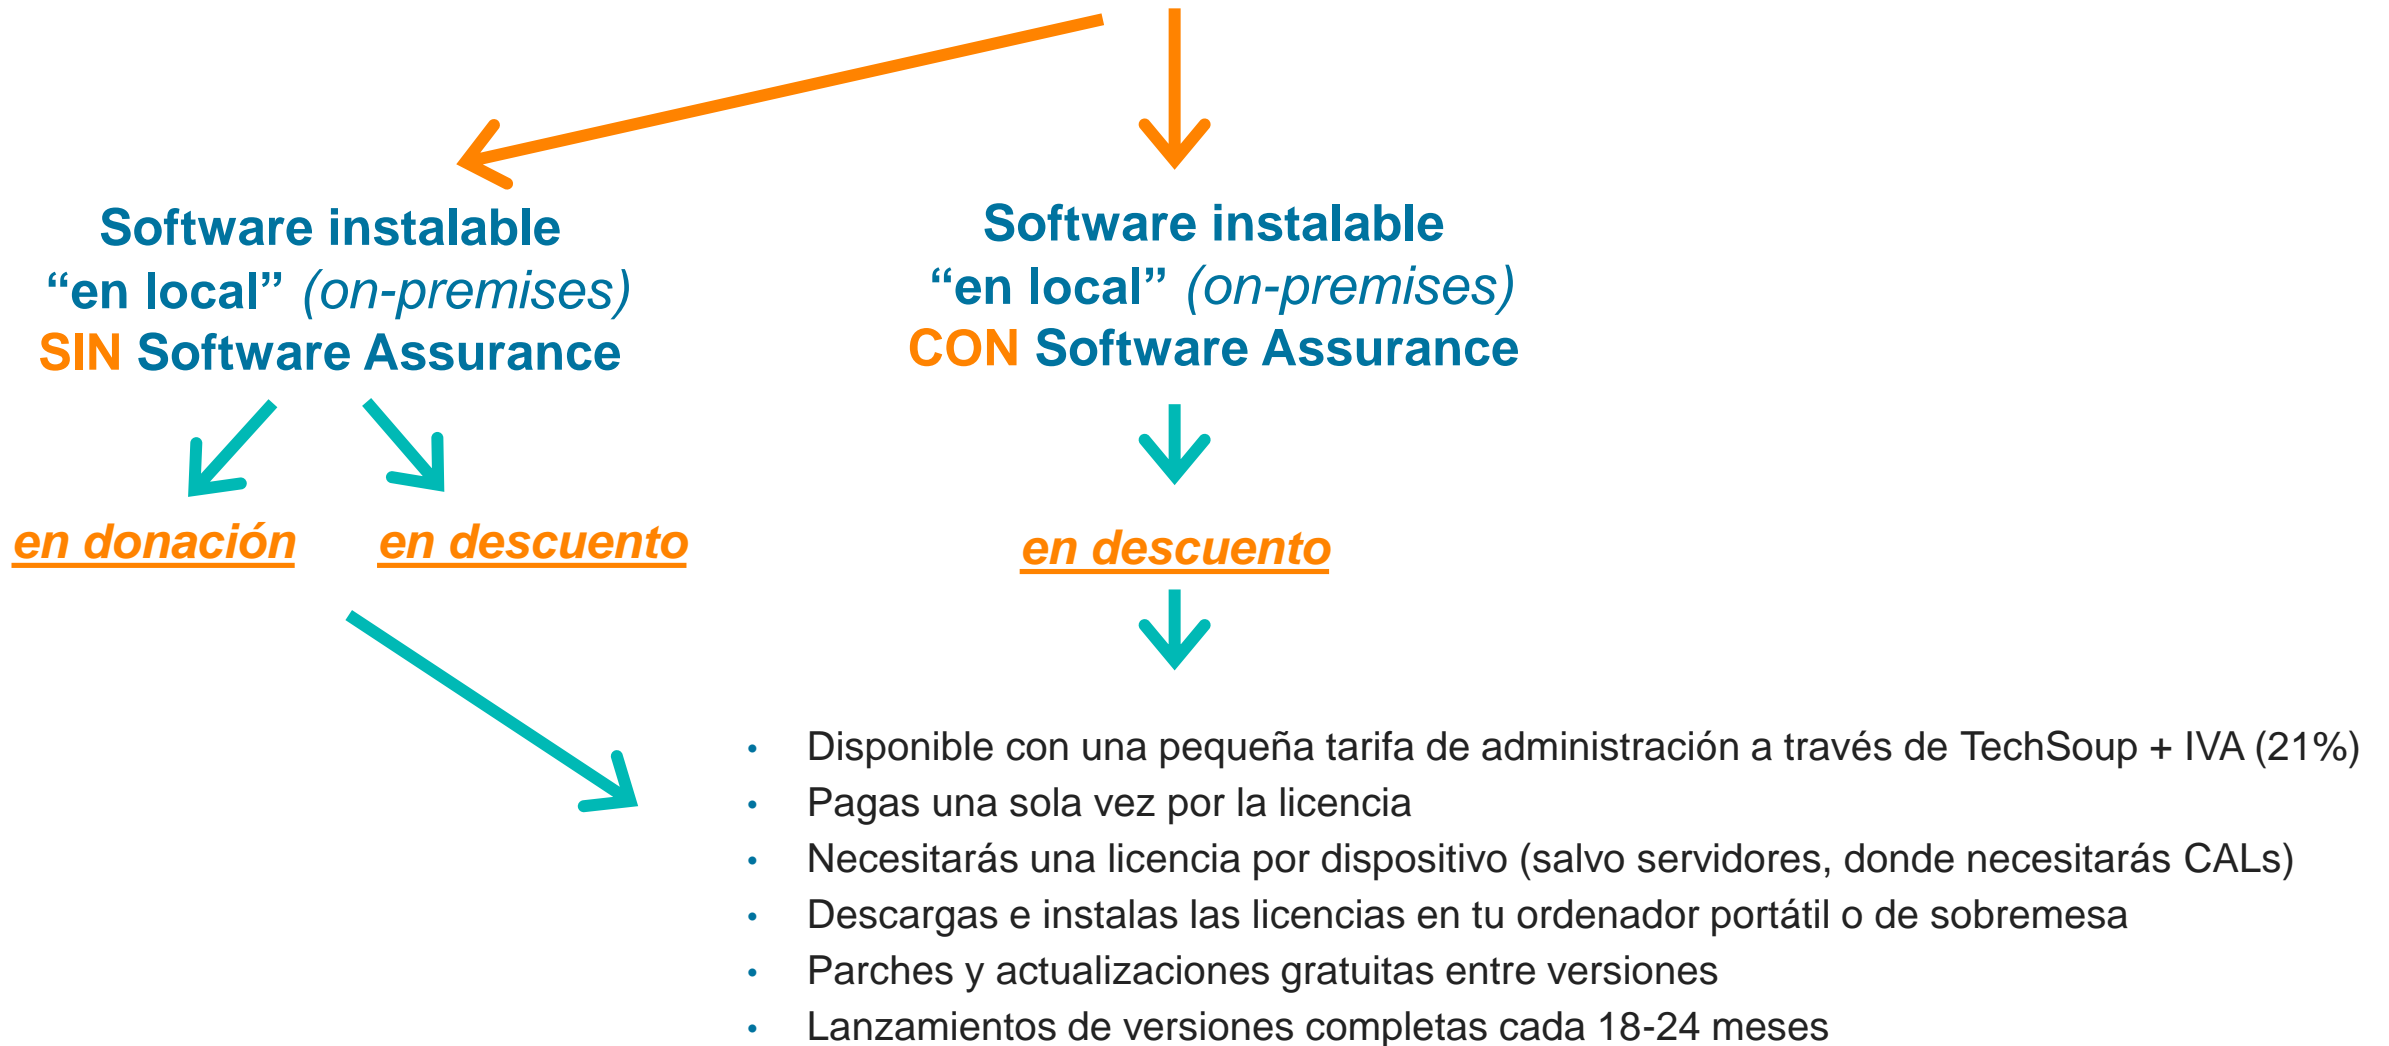 Software instalable
“en local” (on-premises)
SIN Software Assurance
Software instalable
“en local” (on-premises)
CON Software Assurance
en donación
en descuento
en descuento
• Disponible con una pequeña tarifa de administración a través de TechSoup + IVA (21%)
• Pagas una sola vez por la licencia
• Necesitarás una licencia por dispositivo (salvo servidores, donde necesitarás CALs)
• Descargas e instalas las licencias en tu ordenador portátil o de sobremesa
• Parches y actualizaciones gratuitas entre versiones
• Lanzamientos de versiones completas cada 18-24 meses